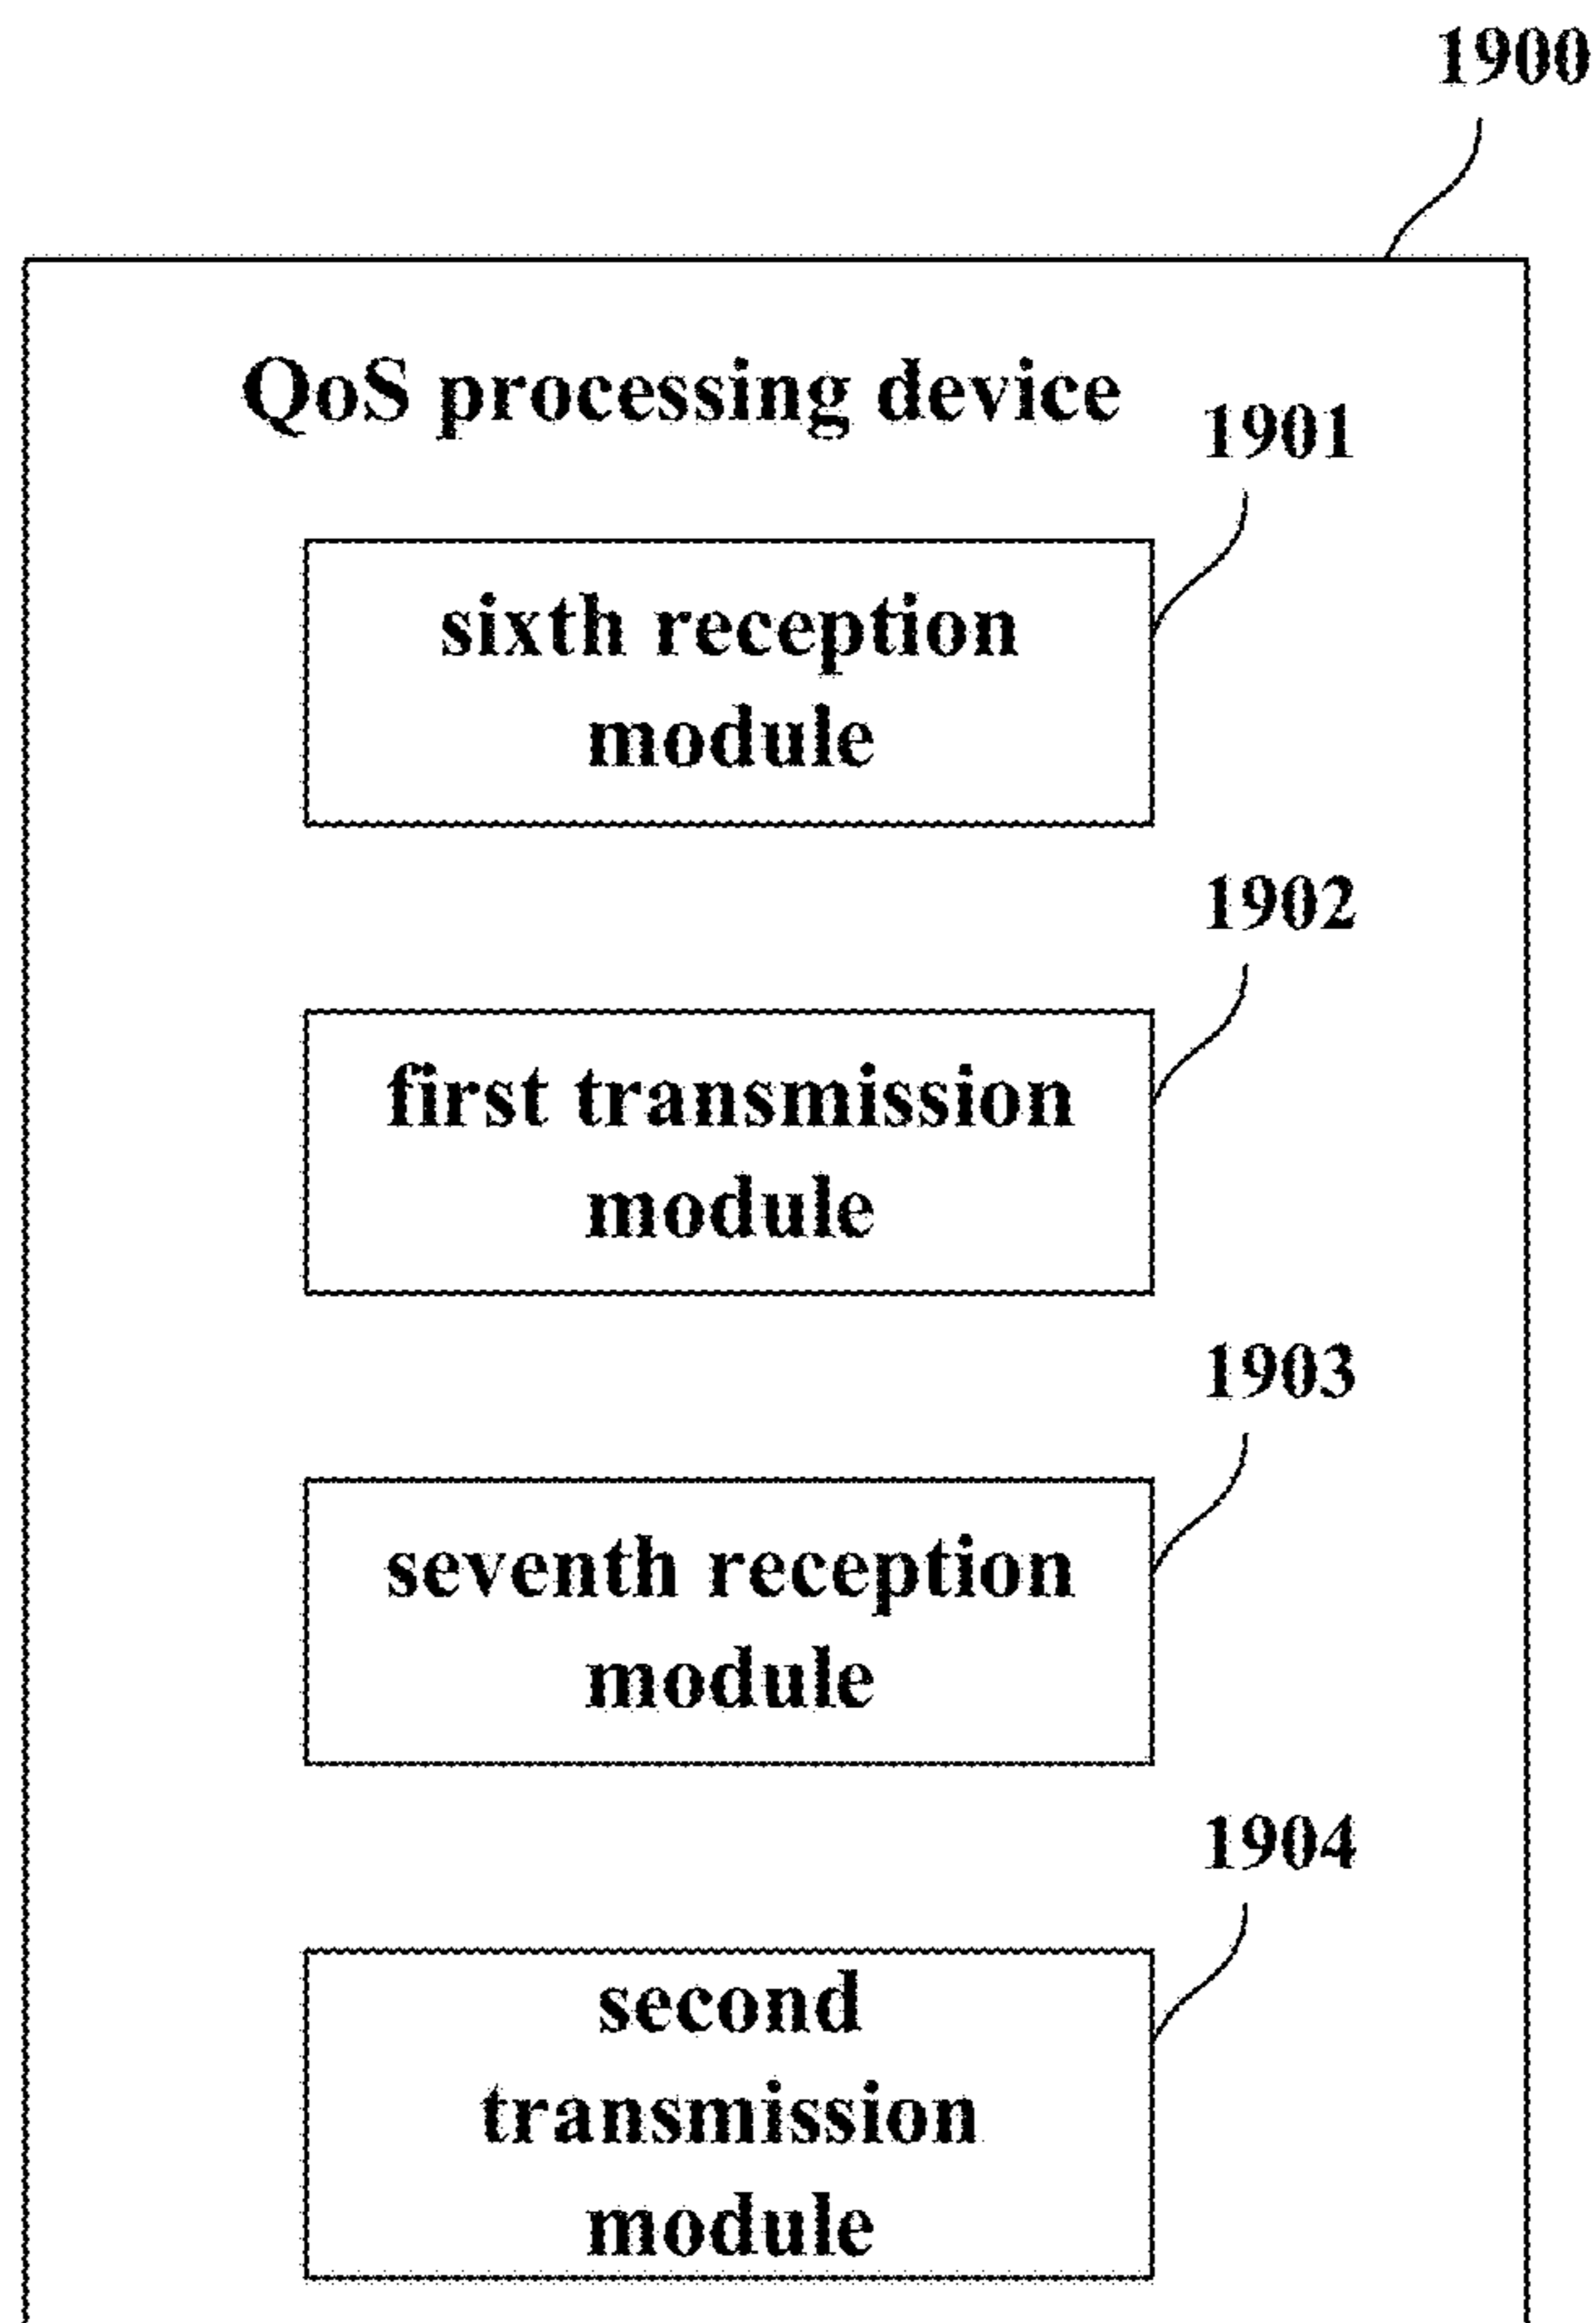 1900
QoS processing device
1901
sixth reception
module
1902
first transmission
module
1903
seventh reception
module
1904
second
transmission
module